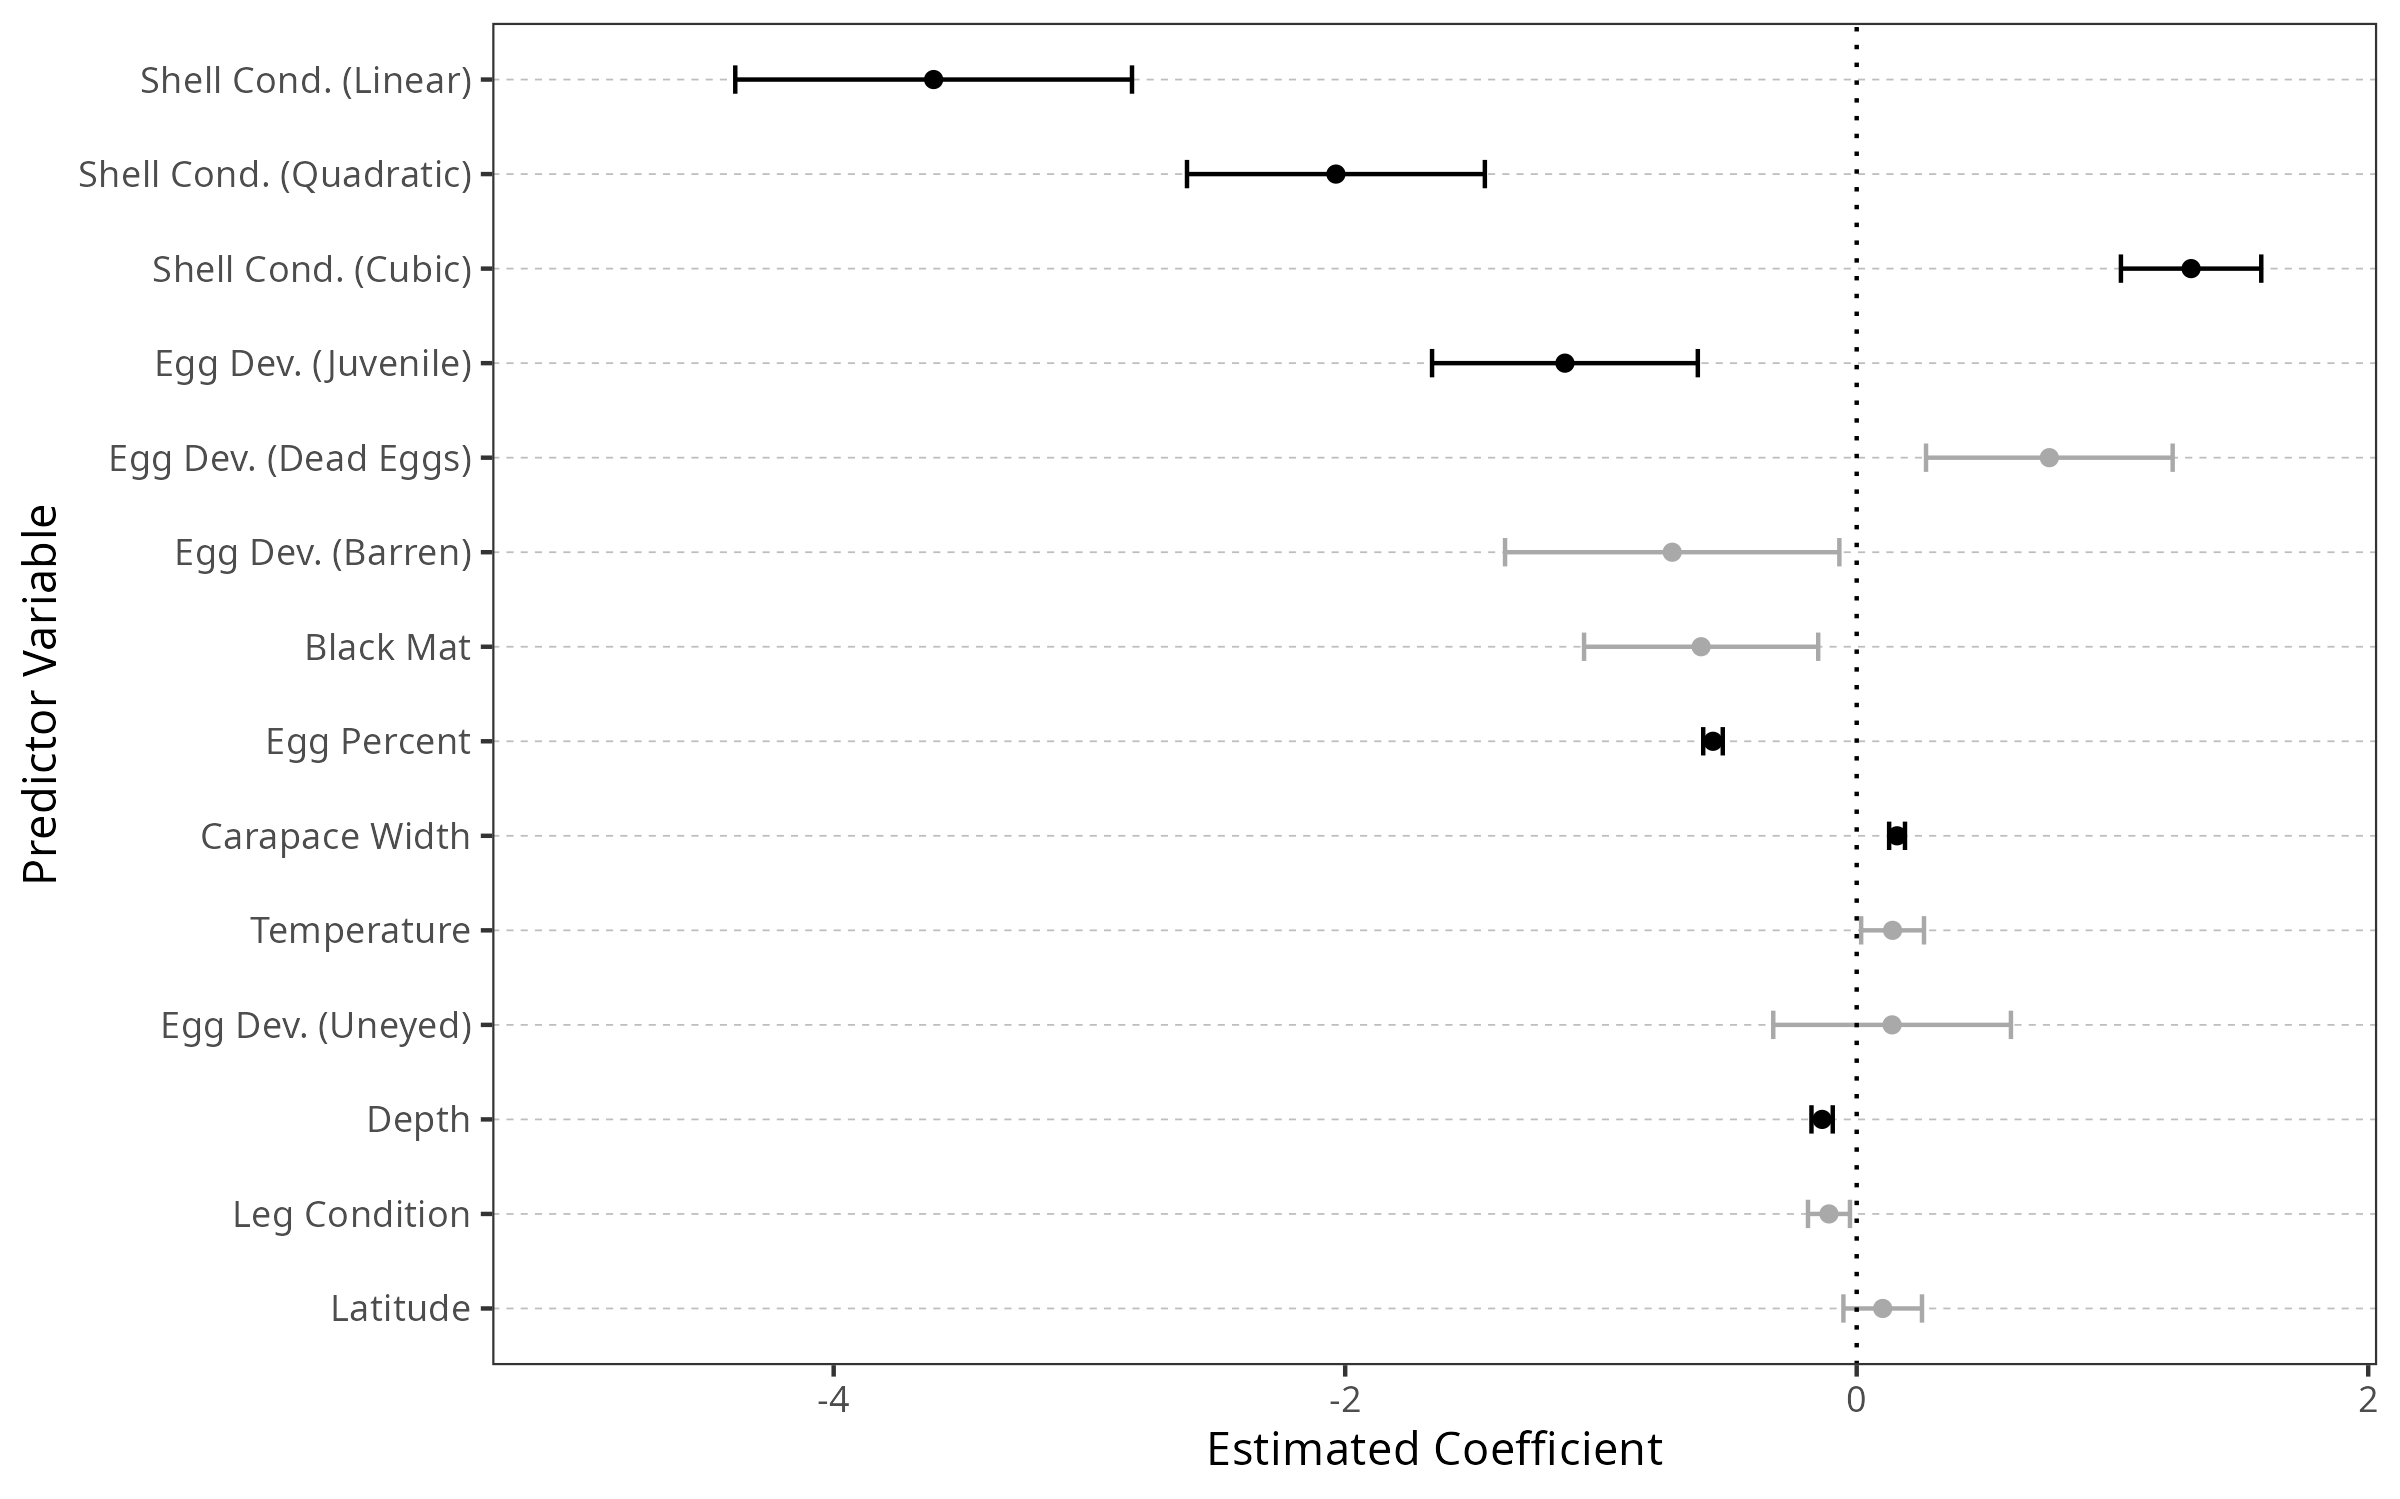 Predictor Variable
Shell Cond. (Linear)
Shell Cond. (Quadratic)
Shell Cond. (Cubic)
Egg Dev. (Juvenile)
Egg Dev. (Dead Eggs)
Egg Dev. (Barren)
Black Mat
Egg Percent
Carapace Width
Temperature
Egg Dev. (Uneyed)
Depth
Leg Condition
Latitude
-4 -2 0 2
Estimated Coefficient